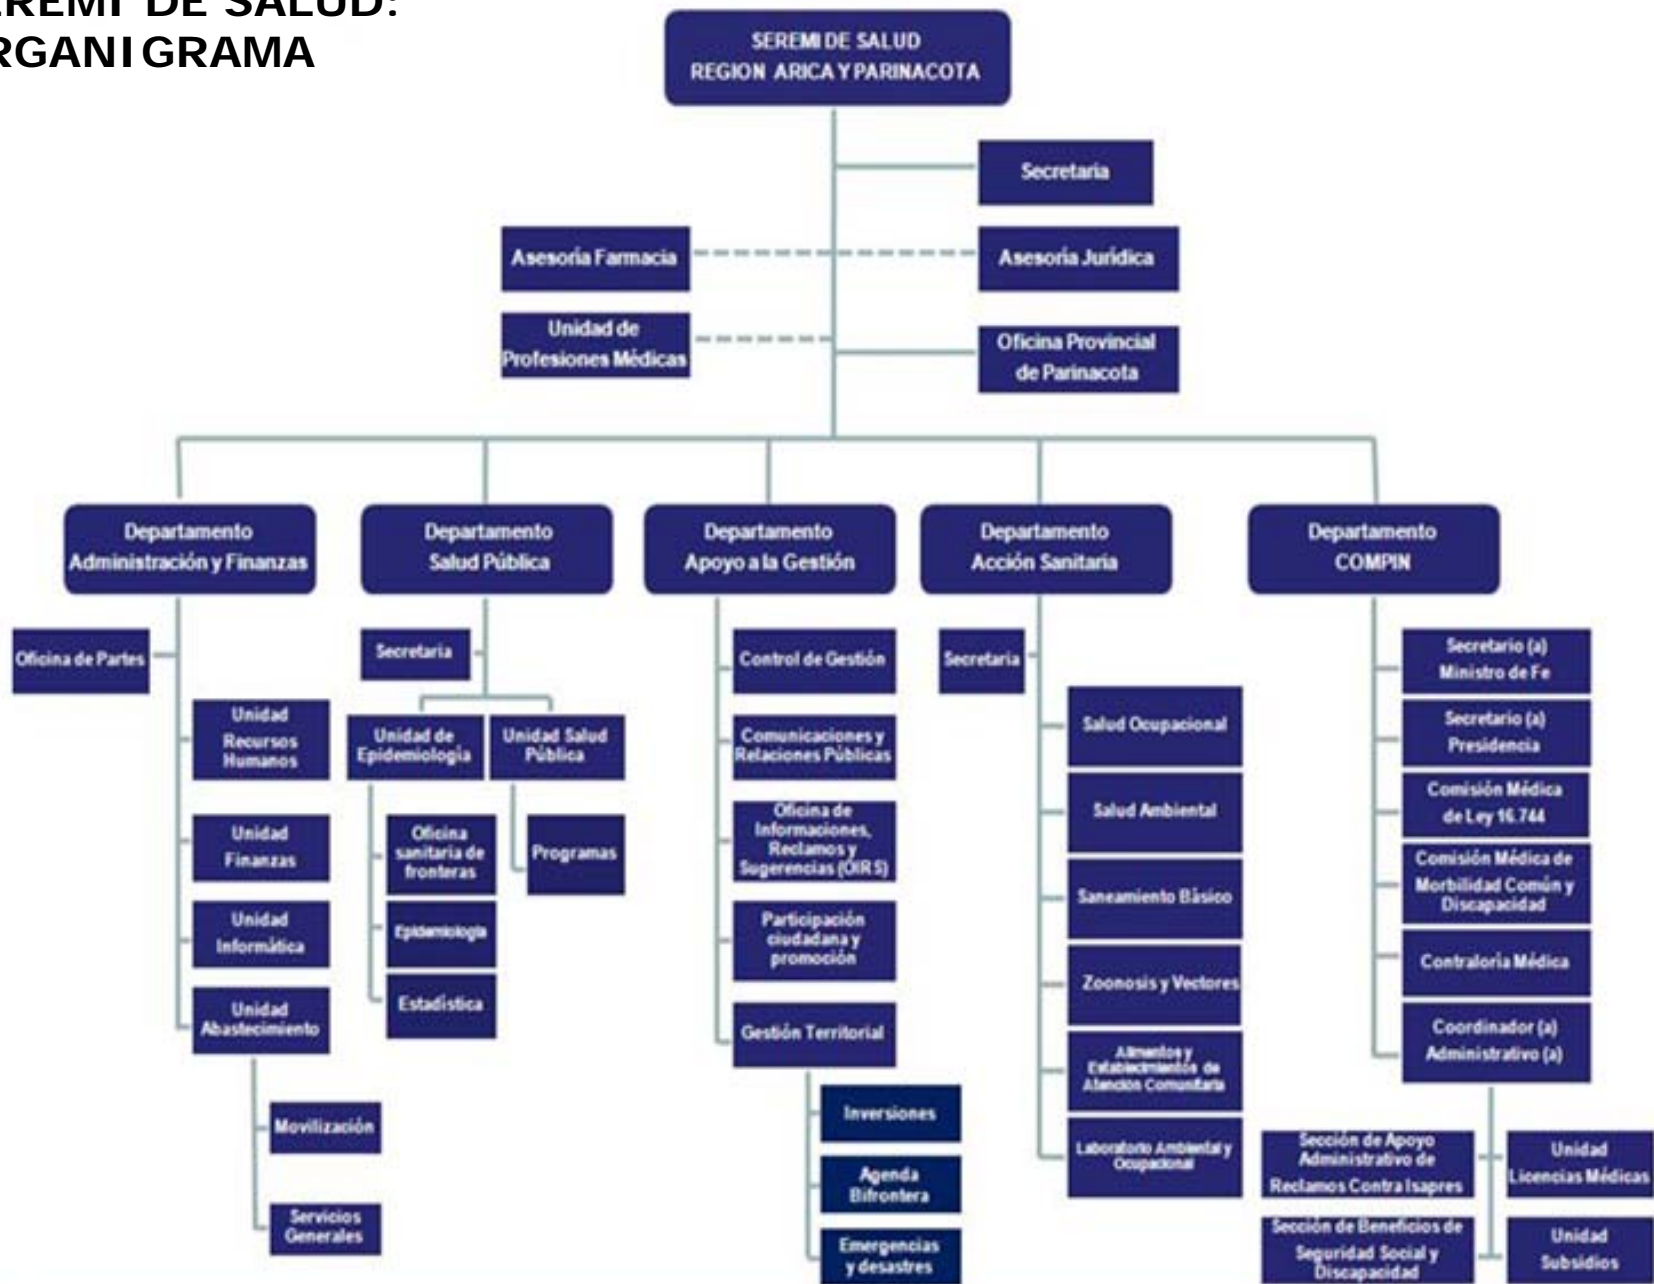 EREMI DE SALUD:
RGANIGRAMA
SEREMI DE SALUD
REGION ARICA Y PARINACOTA
Secretaria
Asesoría Farmacia
Asesoría Jurídica
Unidad de
Profesiones Médicas
Oficina Provincial
de Parinacota
Departamento
Administración y Finanzas
Departamento
Salud Pública
Departamento
Apoyo a la Gestión
Departamento
Acción Sanitaria
Departamento
COMPIN
Oficina de Partes
Unidad
Recursos
Humanos
Unidad
Finanzas
Unidad
Informática
Unidad
Abastecimiento
Movilización
Servicios
Generales
Secretaria
Unidad de
Epidemiología
Unidad Salud
Pública
Oficina
sanitaria de
fronteras
Epidemiología
Estadística
Programas
Control de Gestión
Comunicaciones y
Relaciones Públicas
Oficina de
Informaciones,
Reclamos y
Sugerencias (OIRS)
Participación
ciudadana y
promoción
Gestión Territorial
Inversiones
Agenda
Bifrontera
Emergencias
y desastres
Secretaria
Salud Ocupacional
Salud Ambiental
Saneamiento Básico
Zoonosis y Vectores
Alimentos y
Establecimientos de
Atención Comunitaria
Laboratorio Ambiental y
Ocupacional
Secretario (a)
Ministro de Fe
Secretario (a)
Presidencia
Comisión Médica
de Ley 16.744
Comisión Médica de
Morbilidad Común y
Discapacidad
Contraloría Médica
Coordinador (a)
Administrativo (a)
Sección de Apoyo
Administrativo de
Reclamos Contra Isapres
Unidad
Licencias Médicas
Sección de Beneficios de
Seguridad Social y
Discapacidad
Unidad
Subsidios